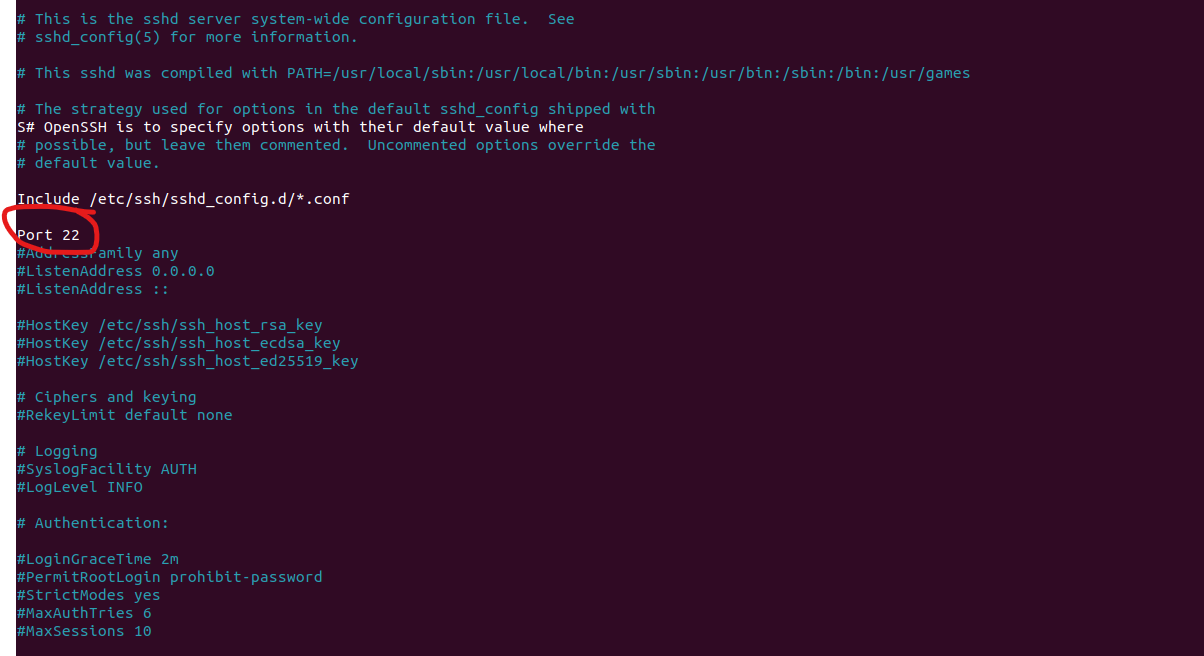 # This is the sshd server system-wide configuration file.  See
# sshd_config(5) for more information.
# This sshd was compiled with PATH=/usr/local/sbin:/usr/local/bin:/usr/sbin:/usr/bin:/sbin:/bin:/usr/games
# The strategy used for options in the default sshd_config shipped with
S# OpenSSH is to specify options with their default value where
# possible, but leave them commented.  Uncommented options override the
# default value.
Include /etc/ssh/sshd_config.d/*.conf
Port 22
#AddressFamily any
#ListenAddress 0.0.0.0
#ListenAddress ::
#HostKey /etc/ssh/ssh_host_rsa_key
#HostKey /etc/ssh/ssh_host_ecdsa_key
#HostKey /etc/ssh/ssh_host_ed25519_key
# Ciphers and keying
#RekeyLimit default none
# Logging
#SyslogFacility AUTH
#LogLevel INFO
# Authentication:
#LoginGraceTime 2m
#PermitRootLogin prohibit-password
#StrictModes yes
#MaxAuthTries 6
#MaxSessions 10